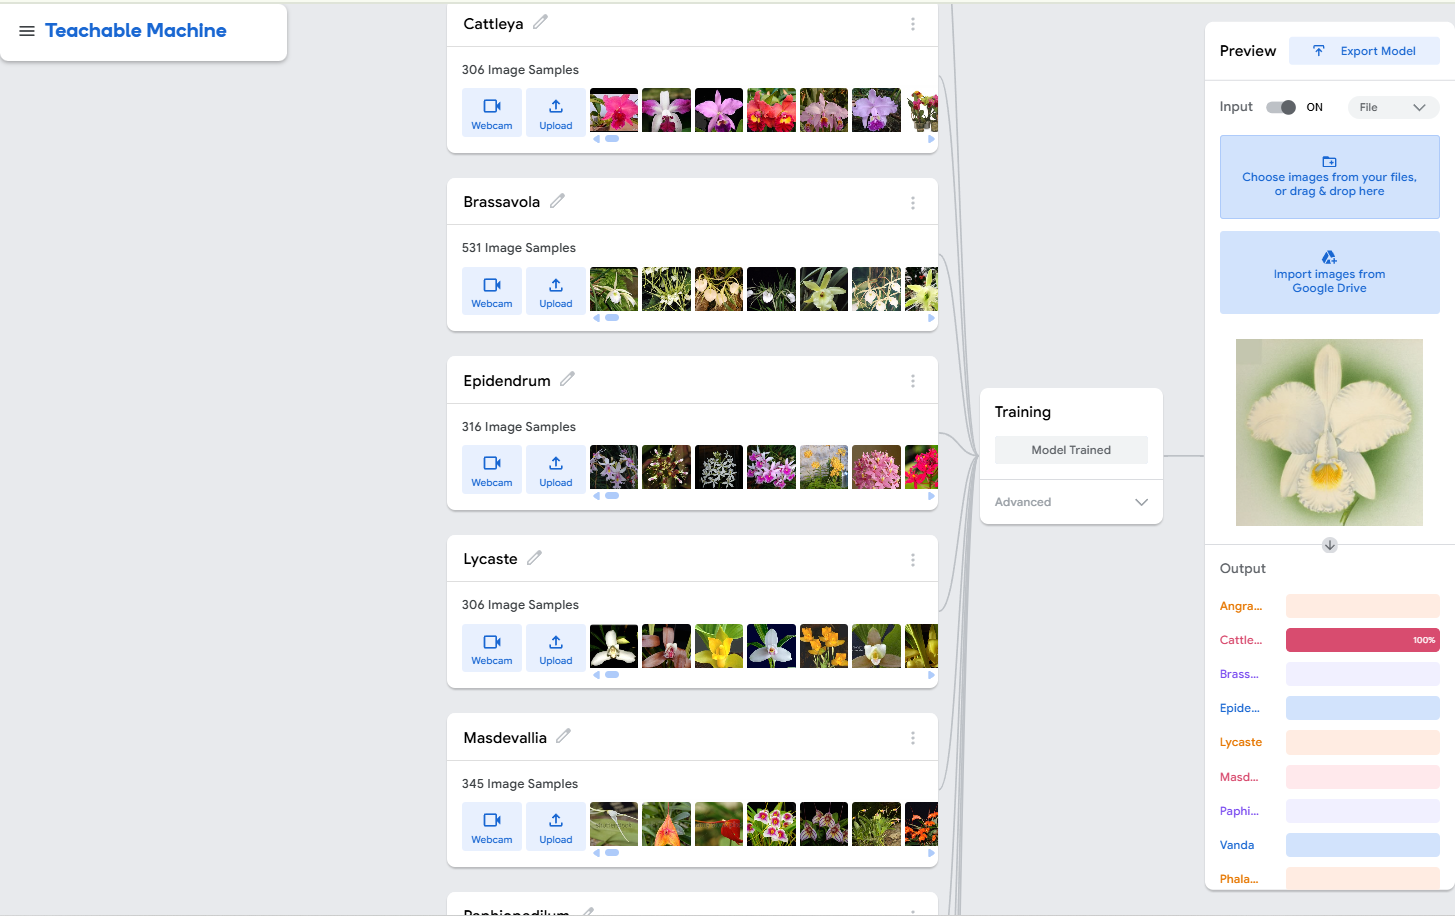 Teachable Machine
Cattleya
306 Image Samples
Webcam
Upload
Brassavola
531 Image Samples
Webcam
Upload
Epidendrum
316 Image Samples
Webcam
Upload
Lycaste
306 Image Samples
Webcam
Upload
Masdevallia
345 Image Samples
Webcam
Upload
Paphiopedilum
Training
Model Trained
Advanced
Preview
Export Model
Input
ON
File
Choose images from your files,
or drag & drop here
Import images from
Google Drive
Output
Angra...
Cattle...
100%
Brass...
Epide...
Lycaste
Masd...
Paphi...
Vanda
Phala...